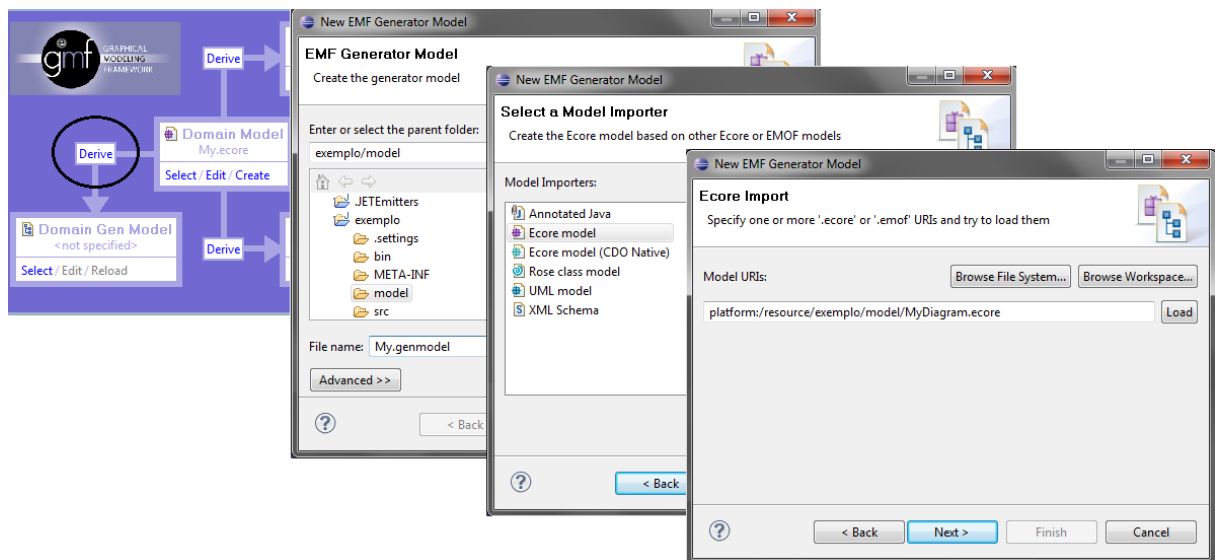 gmf
GRAPHICAL
MODELING
FRAMEWORK
Derive
Derive
Domain Model
My.ecore
Select / Edit / Create
Domain Gen Model
<not specified>
Select / Edit / Reload
Derive
New EMF Generator Model
EMF Generator Model
Create the generator model
Enter or select the parent folder:
exemplo/model
JETEmitters
exemplo
.settings
bin
META-INF
model
src
File name: My.genmodel
Advanced >>
?
< Back
New EMF Generator Model
Select a Model Importer
Create the Ecore model based on other Ecore or EMOF models
Model Importers:
Annotated Java
Ecore model
Ecore model (CDO Native)
Rose class model
UML model
XML Schema
?
< Back
New EMF Generator Model
Ecore Import
Specify one or more '.ecore' or '.emof' URIs and try to load them
Model URIs: Browse File System... Browse Workspace...
platform:/resource/exemplo/model/MyDiagram.ecore Load
? < Back Next > Finish Cancel